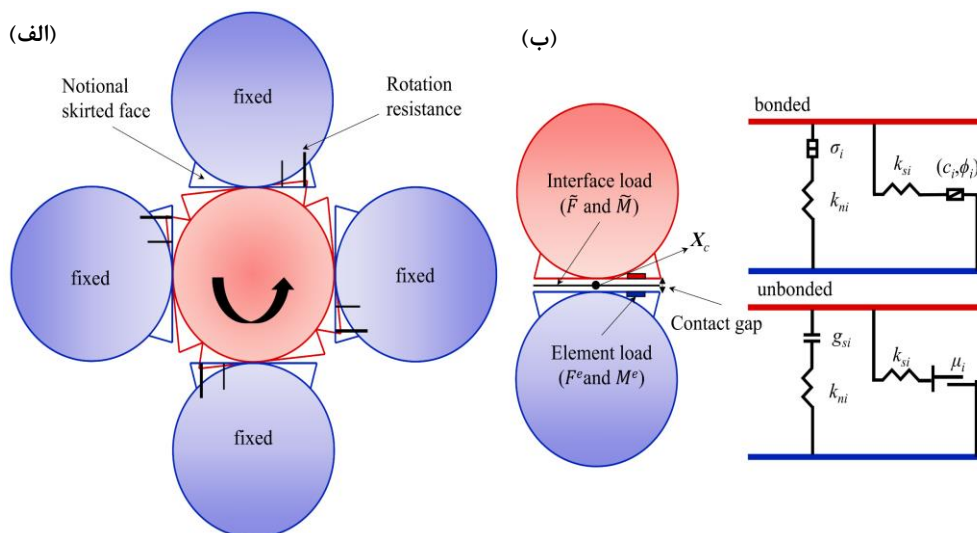 (الف)
Notional
skirted face
fixed
Rotation
resistance
fixed
fixed
fixed
(ب)
Interface load
(F̃ and M̃)
X_c
Contact gap
Element load
(F^e and M^e)
bonded
σ_i
k_ni
k_si
(c_i,ϕ_i)
unbonded
g_si
k_ni
k_si
μ_i